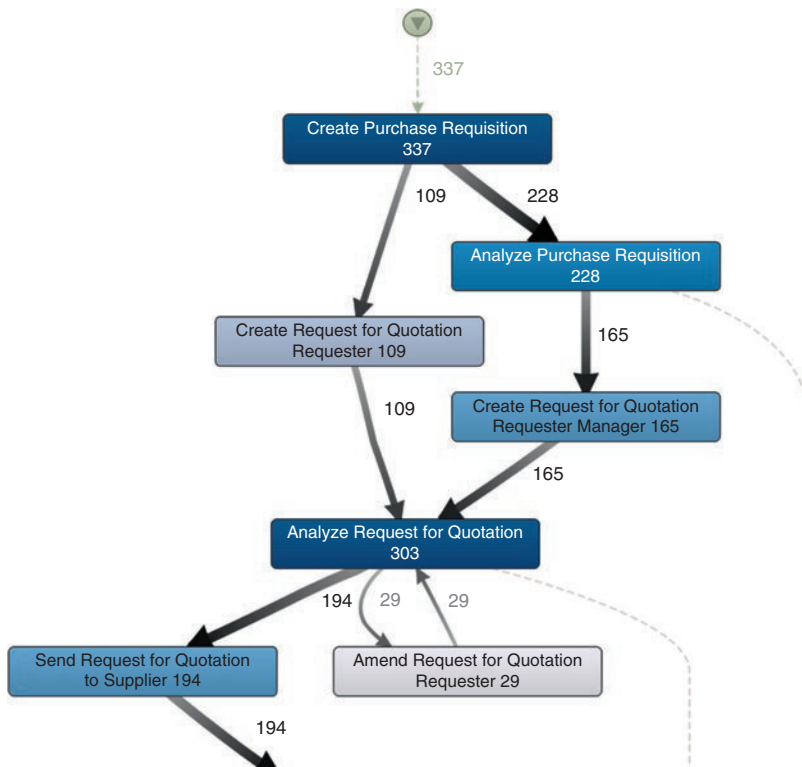 337
Create Purchase Requisition
337
109
228
Analyze Purchase Requisition
228
Create Request for Quotation
Requester 109
165
Create Request for Quotation
Requester Manager 165
109
165
Analyze Request for Quotation
303
194
29
29
Send Request for Quotation
to Supplier 194
Amend Request for Quotation
Requester 29
194